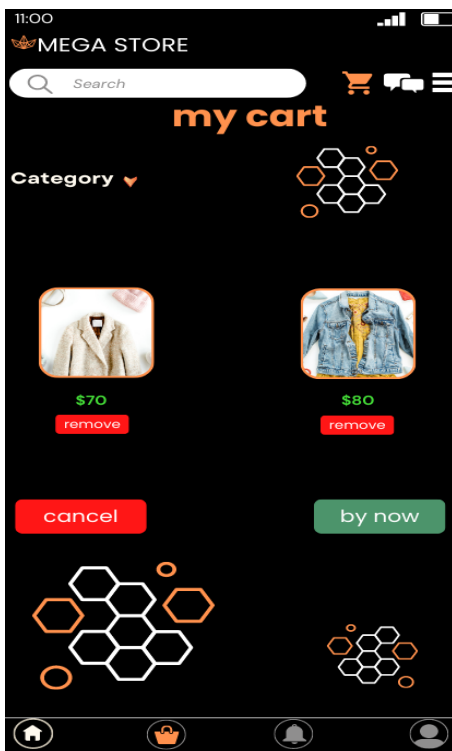 11:00
MEGA STORE
Search
my cart
Category
$70
$80
remove
remove
cancel
by now